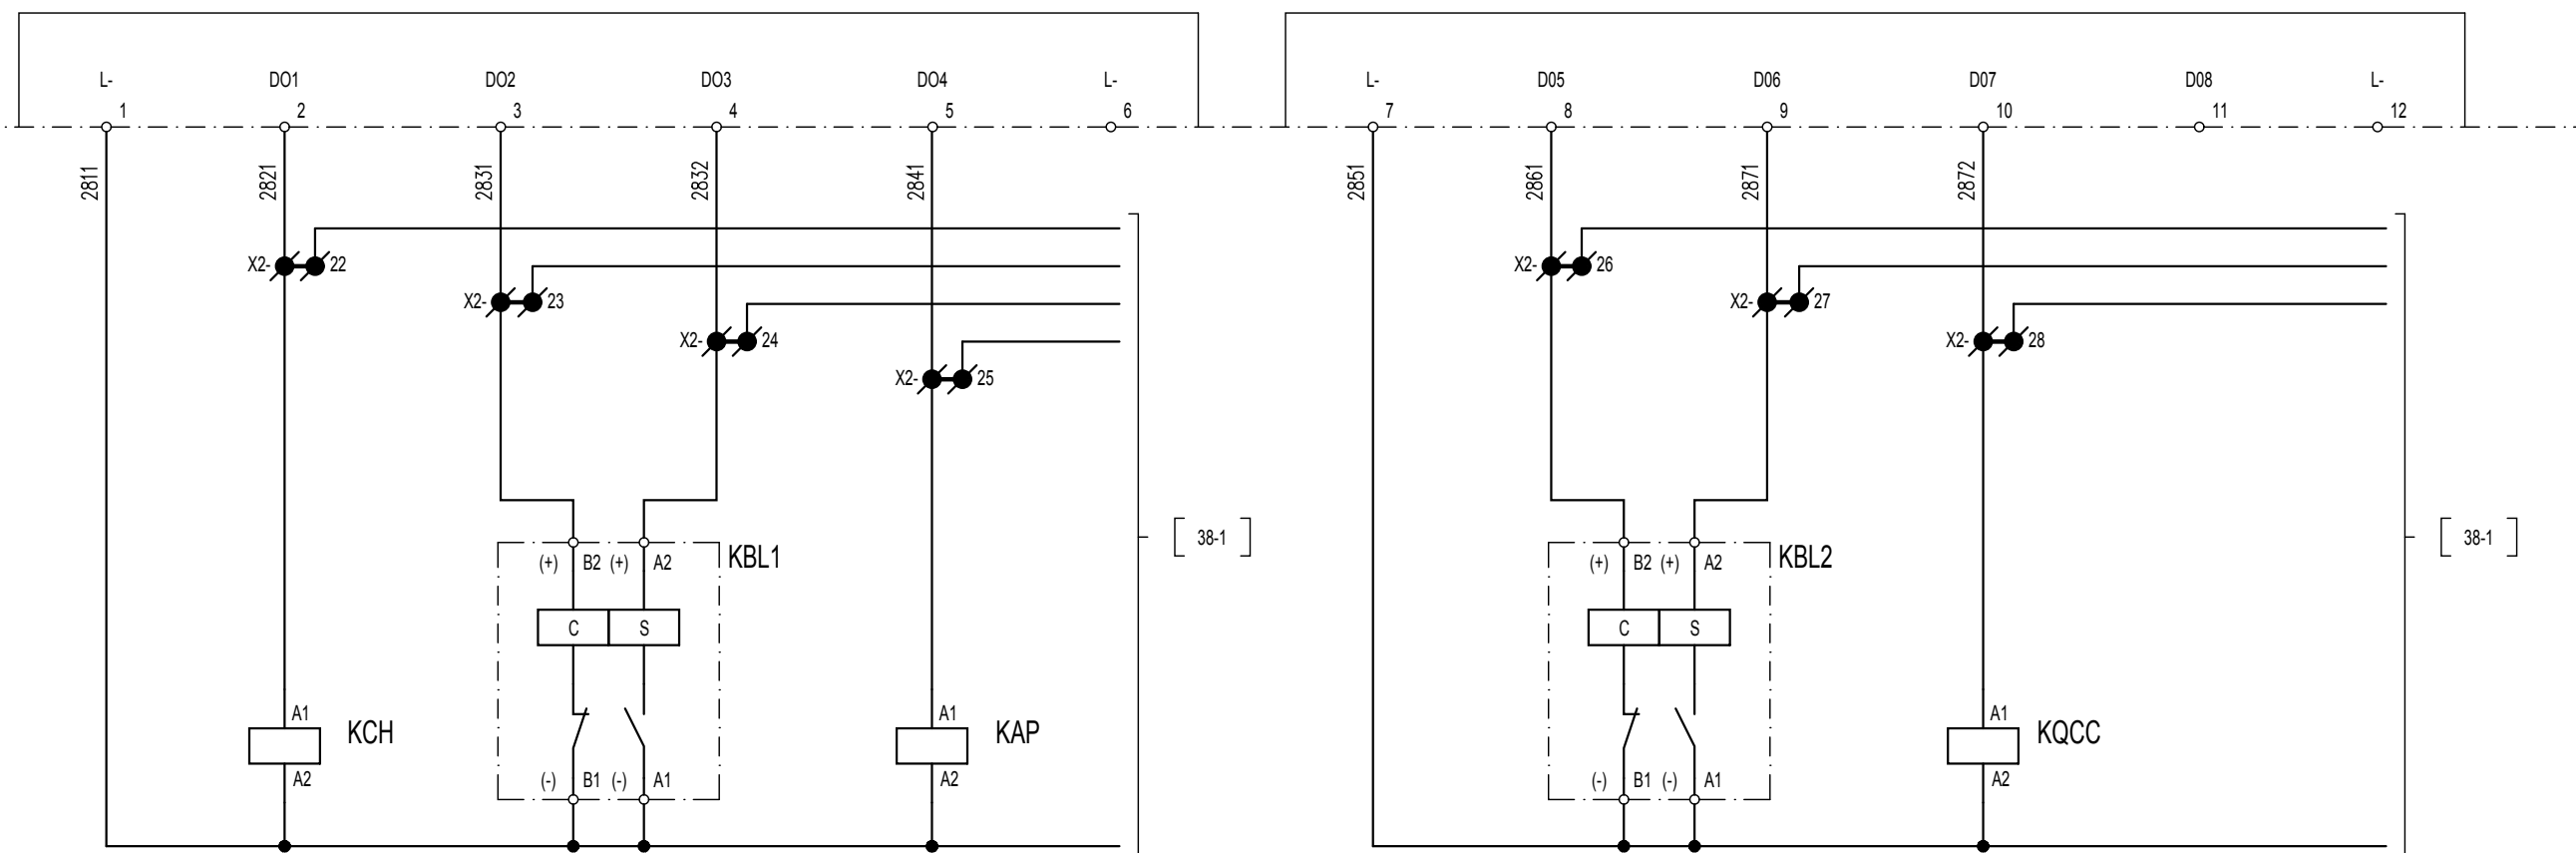 L- DO1 DO2 DO3 DO4 L- L- D05 D06 D07 D08 L-
1 2 3 4 5 6 7 8 9 10 11 12
2811 2821 2831 2832 2841 2851 2861 2871 2872
X2- 22 X2- 26
X2- 23 X2- 27
X2- 24 X2- 28
X2- 25
38-1 38-1
KBL1 KBL2
(+) B2 (+) A2 (+) B2 (+) A2
C S C S
A1 A1 A1
KCH KAP KQCC
A2 (-) B1 (-) A1 A2 (-) B1 (-) A1 A2